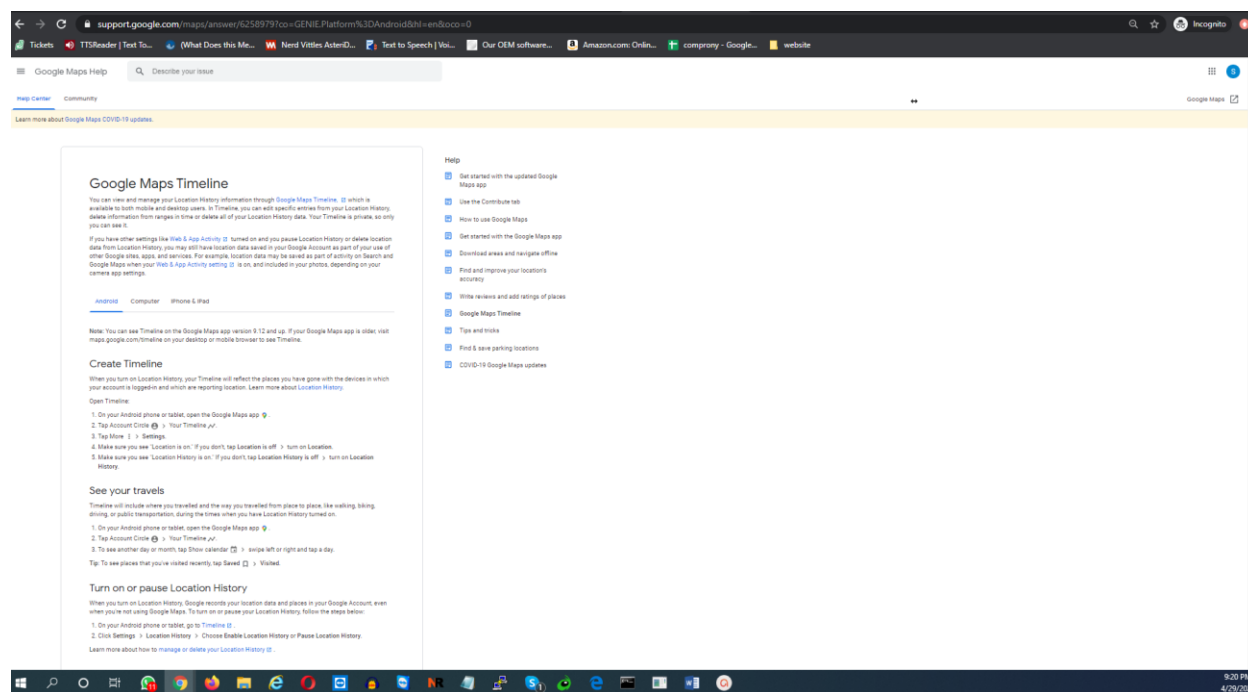 support.google.com/maps/answer/6258979?co=GENIE.Platform%3DAndroid&hl=en&oco=0
Incognito
Tickets TTSReader | Text To... (What Does this Me... Nerd Vittles AsteriD... Text to Speech | Voi... Our OEM software... Amazon.com: Onlin... comprony - Google... website
Google Maps Help Describe your issue S
Help Center Community Google Maps
Learn more about Google Maps COVID-19 updates.
Google Maps Timeline
You can view and manage your Location History information through Google Maps Timeline, which is
available to both mobile and desktop users. In Timeline, you can edit specific entries from your Location History,
delete information from ranges in time or delete all of your Location History data. Your Timeline is private, so only
you can see it.
If you have other settings like Web & App Activity turned on and you pause Location History or delete location
data from Location History, you may still have location data saved in your Google Account as part of your use of
other Google sites, apps, and services. For example, location data may be saved as part of activity on Search and
Google Maps when your Web & App Activity setting is on, and included in your photos, depending on your
camera app settings.
Android Computer iPhone & iPad
Note: You can see Timeline on the Google Maps app version 9.12 and up. If your Google Maps app is older, visit
maps.google.com/timeline on your desktop or mobile browser to see Timeline.
Create Timeline
When you turn on Location History, your Timeline will reflect the places you have gone with the devices in which
your account is logged-in and which are reporting location. Learn more about Location History.
Open Timeline:
1. On your Android phone or tablet, open the Google Maps app .
2. Tap Account Circle > Your Timeline .
3. Tap More > Settings.
4. Make sure you see "Location is on." If you don't, tap Location is off > turn on Location.
5. Make sure you see "Location History is on." If you don't, tap Location History is off > turn on Location
History.
See your travels
Timeline will include where you travelled and the way you travelled from place to place, like walking, biking,
driving, or public transportation, during the times when you have Location History turned on.
1. On your Android phone or tablet, open the Google Maps app .
2. Tap Account Circle > Your Timeline .
3. To see another day or month, tap Show calendar > swipe left or right and tap a day.
Tip: To see places that you've visited recently, tap Saved > Visited.
Turn on or pause Location History
When you turn on Location History, Google records your location data and places in your Google Account, even
when you're not using Google Maps. To turn on or pause your Location History, follow the steps below:
1. On your Android phone or tablet, go to Timeline .
2. Click Settings > Location History > Choose Enable Location History or Pause Location History.
Learn more about how to manage or delete your Location History .
Help
Get started with the updated Google
Maps app
Use the Contribute tab
How to use Google Maps
Get started with the Google Maps app
Download areas and navigate offline
Find and improve your location's
accuracy
Write reviews and add ratings of places
Google Maps Timeline
Tips and tricks
Find & save parking locations
COVID-19 Google Maps updates
9:20 PM
4/29/20